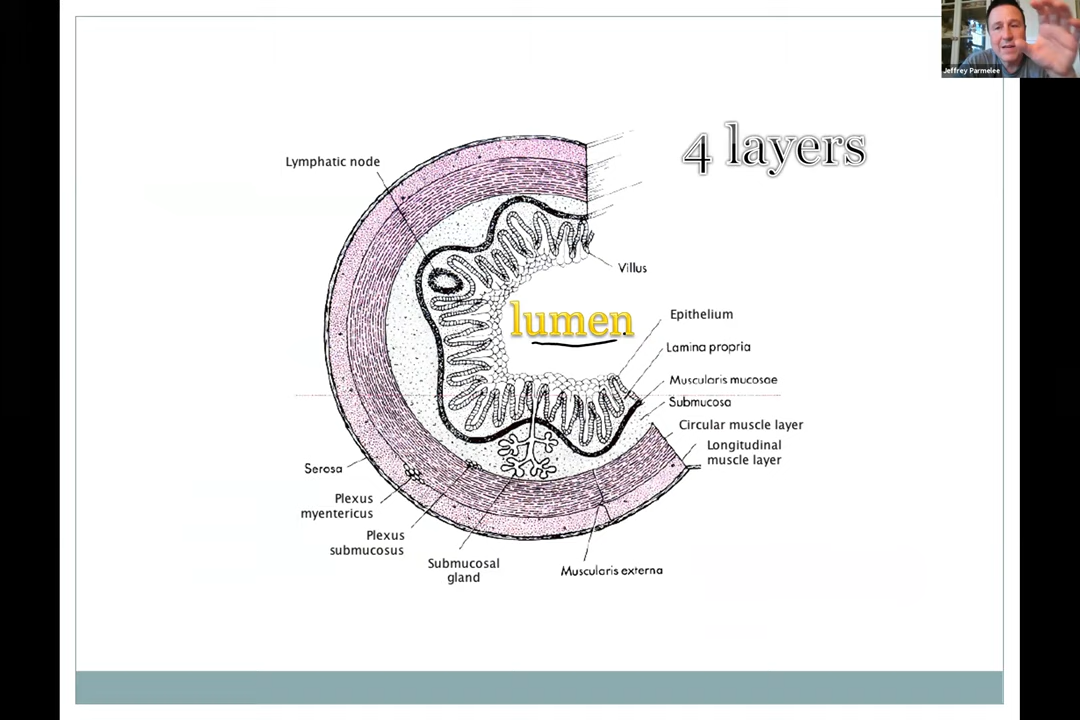 Jeffrey Parmelee
4 layers
Lymphatic node
Villus
lumen
Epithelium
Lamina propria
Muscularis mucosae
Submucosa
Circular muscle layer
Longitudinal
muscle layer
Serosa
Plexus
myentericus
Plexus
submucosus
Submucosal
gland
Muscularis externa